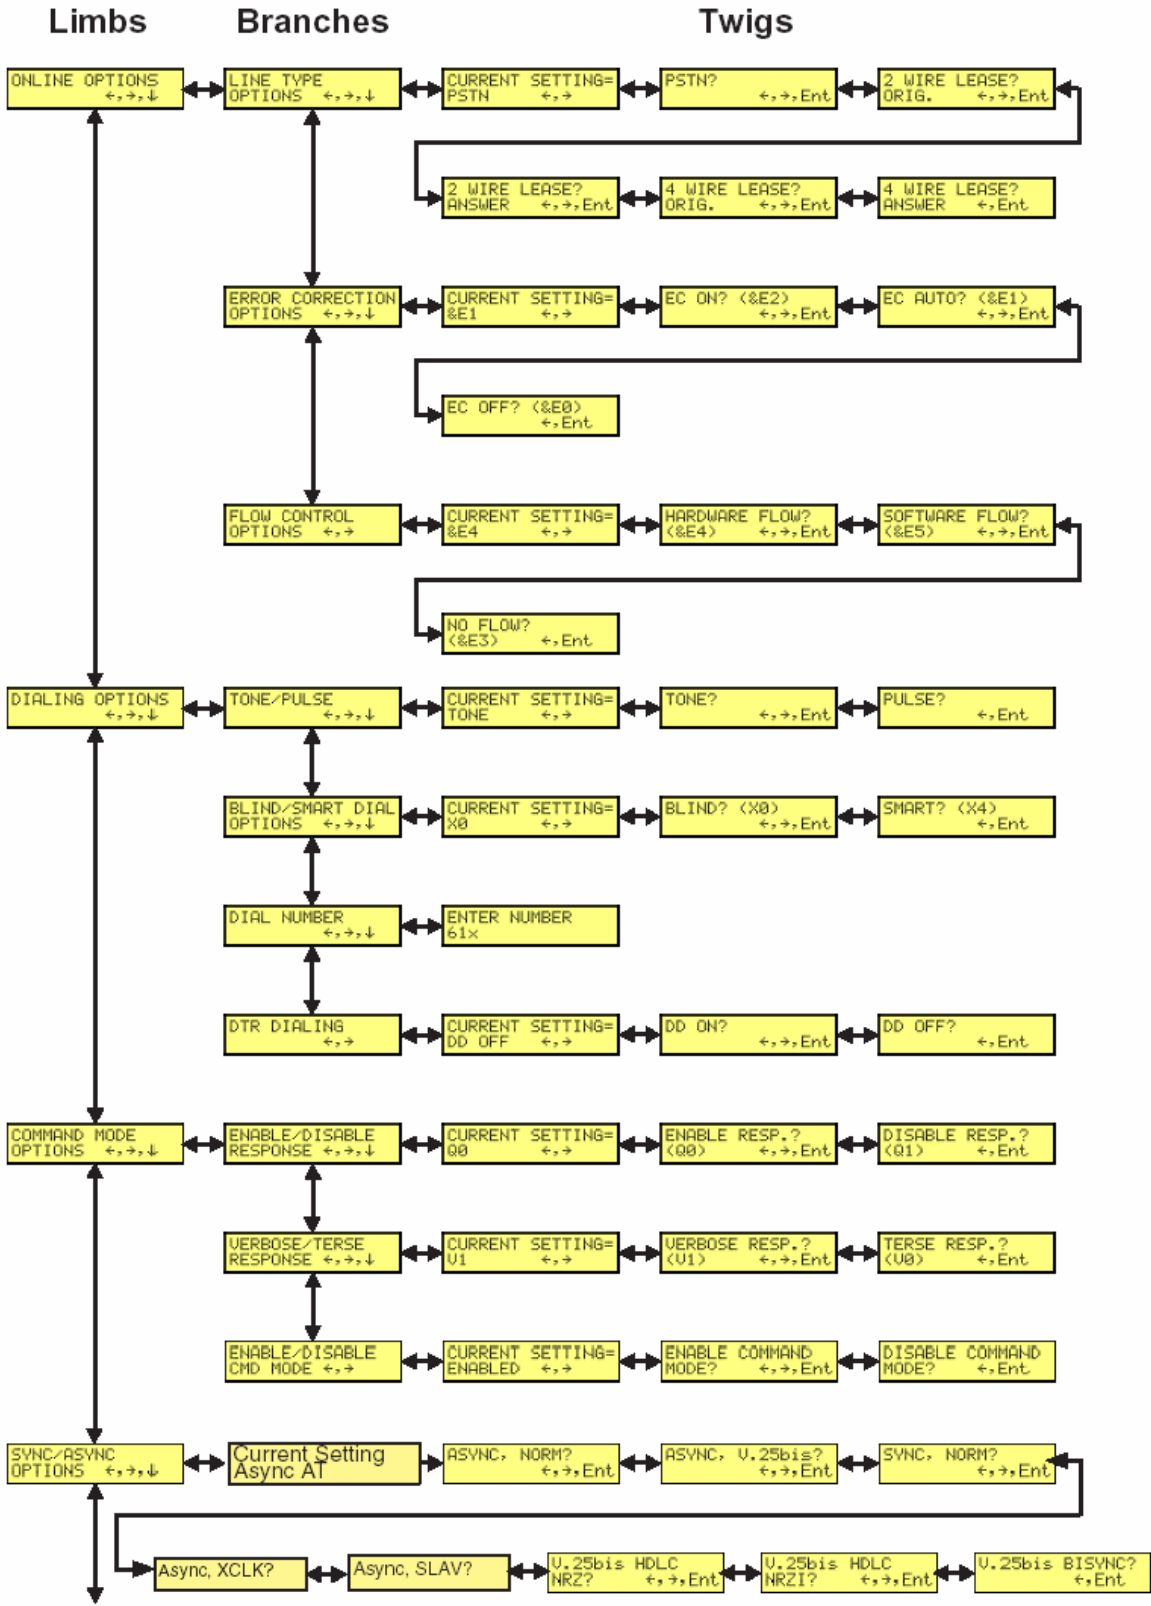 Limbs Branches Twigs
ONLINE OPTIONS
←,→,↓
LINE TYPE
OPTIONS ←,→,↓
CURRENT SETTING=
PSTN ←,→
PSTN?
←,→,Ent
2 WIRE LEASE?
ORIG. ←,→,Ent
2 WIRE LEASE?
ANSWER ←,→,Ent
4 WIRE LEASE?
ORIG. ←,→,Ent
4 WIRE LEASE?
ANSWER ←,Ent
ERROR CORRECTION
OPTIONS ←,→,↓
CURRENT SETTING=
&E1 ←,→
EC ON? (&E2)
←,→,Ent
EC AUTO? (&E1)
←,→,Ent
EC OFF? (&E0)
←,Ent
FLOW CONTROL
OPTIONS ←,→
CURRENT SETTING=
&E4 ←,→
HARDWARE FLOW?
(&E4) ←,→,Ent
SOFTWARE FLOW?
(&E5) ←,→,Ent
NO FLOW?
(&E3) ←,Ent
DIALING OPTIONS
←,→,↓
TONE/PULSE
←,→,↓
CURRENT SETTING=
TONE ←,→
TONE?
←,→,Ent
PULSE?
←,Ent
BLIND/SMART DIAL
OPTIONS ←,→,↓
CURRENT SETTING=
X0 ←,→
BLIND? (X0)
←,→,Ent
SMART? (X4)
←,Ent
DIAL NUMBER
←,→,↓
ENTER NUMBER
61x
DTR DIALING
←,→
CURRENT SETTING=
DD OFF ←,→
DD ON?
←,→,Ent
DD OFF?
←,Ent
COMMAND MODE
OPTIONS ←,→,↓
ENABLE/DISABLE
RESPONSE ←,→,↓
CURRENT SETTING=
Q0 ←,→
ENABLE RESP.?
(Q0) ←,→,Ent
DISABLE RESP.?
(Q1) ←,Ent
VERBOSE/TERSE
RESPONSE ←,→,↓
CURRENT SETTING=
V1 ←,→
VERBOSE RESP.?
(V1) ←,→,Ent
TERSE RESP.?
(V0) ←,Ent
ENABLE/DISABLE
CMD MODE ←,→
CURRENT SETTING=
ENABLED ←,→
ENABLE COMMAND
MODE? ←,→,Ent
DISABLE COMMAND
MODE? ←,Ent
SYNC/ASYNC
OPTIONS ←,→,↓
Current Setting
Async AT
ASYNC, NORM?
←,→,Ent
ASYNC, V.25bis?
←,→,Ent
SYNC, NORM?
←,→,Ent
Async, XCLK?
Async, SLAV?
V.25bis HDLC
NRZ? ←,→,Ent
V.25bis HDLC
NRZI? ←,→,Ent
V.25bis BISYNC?
←,Ent